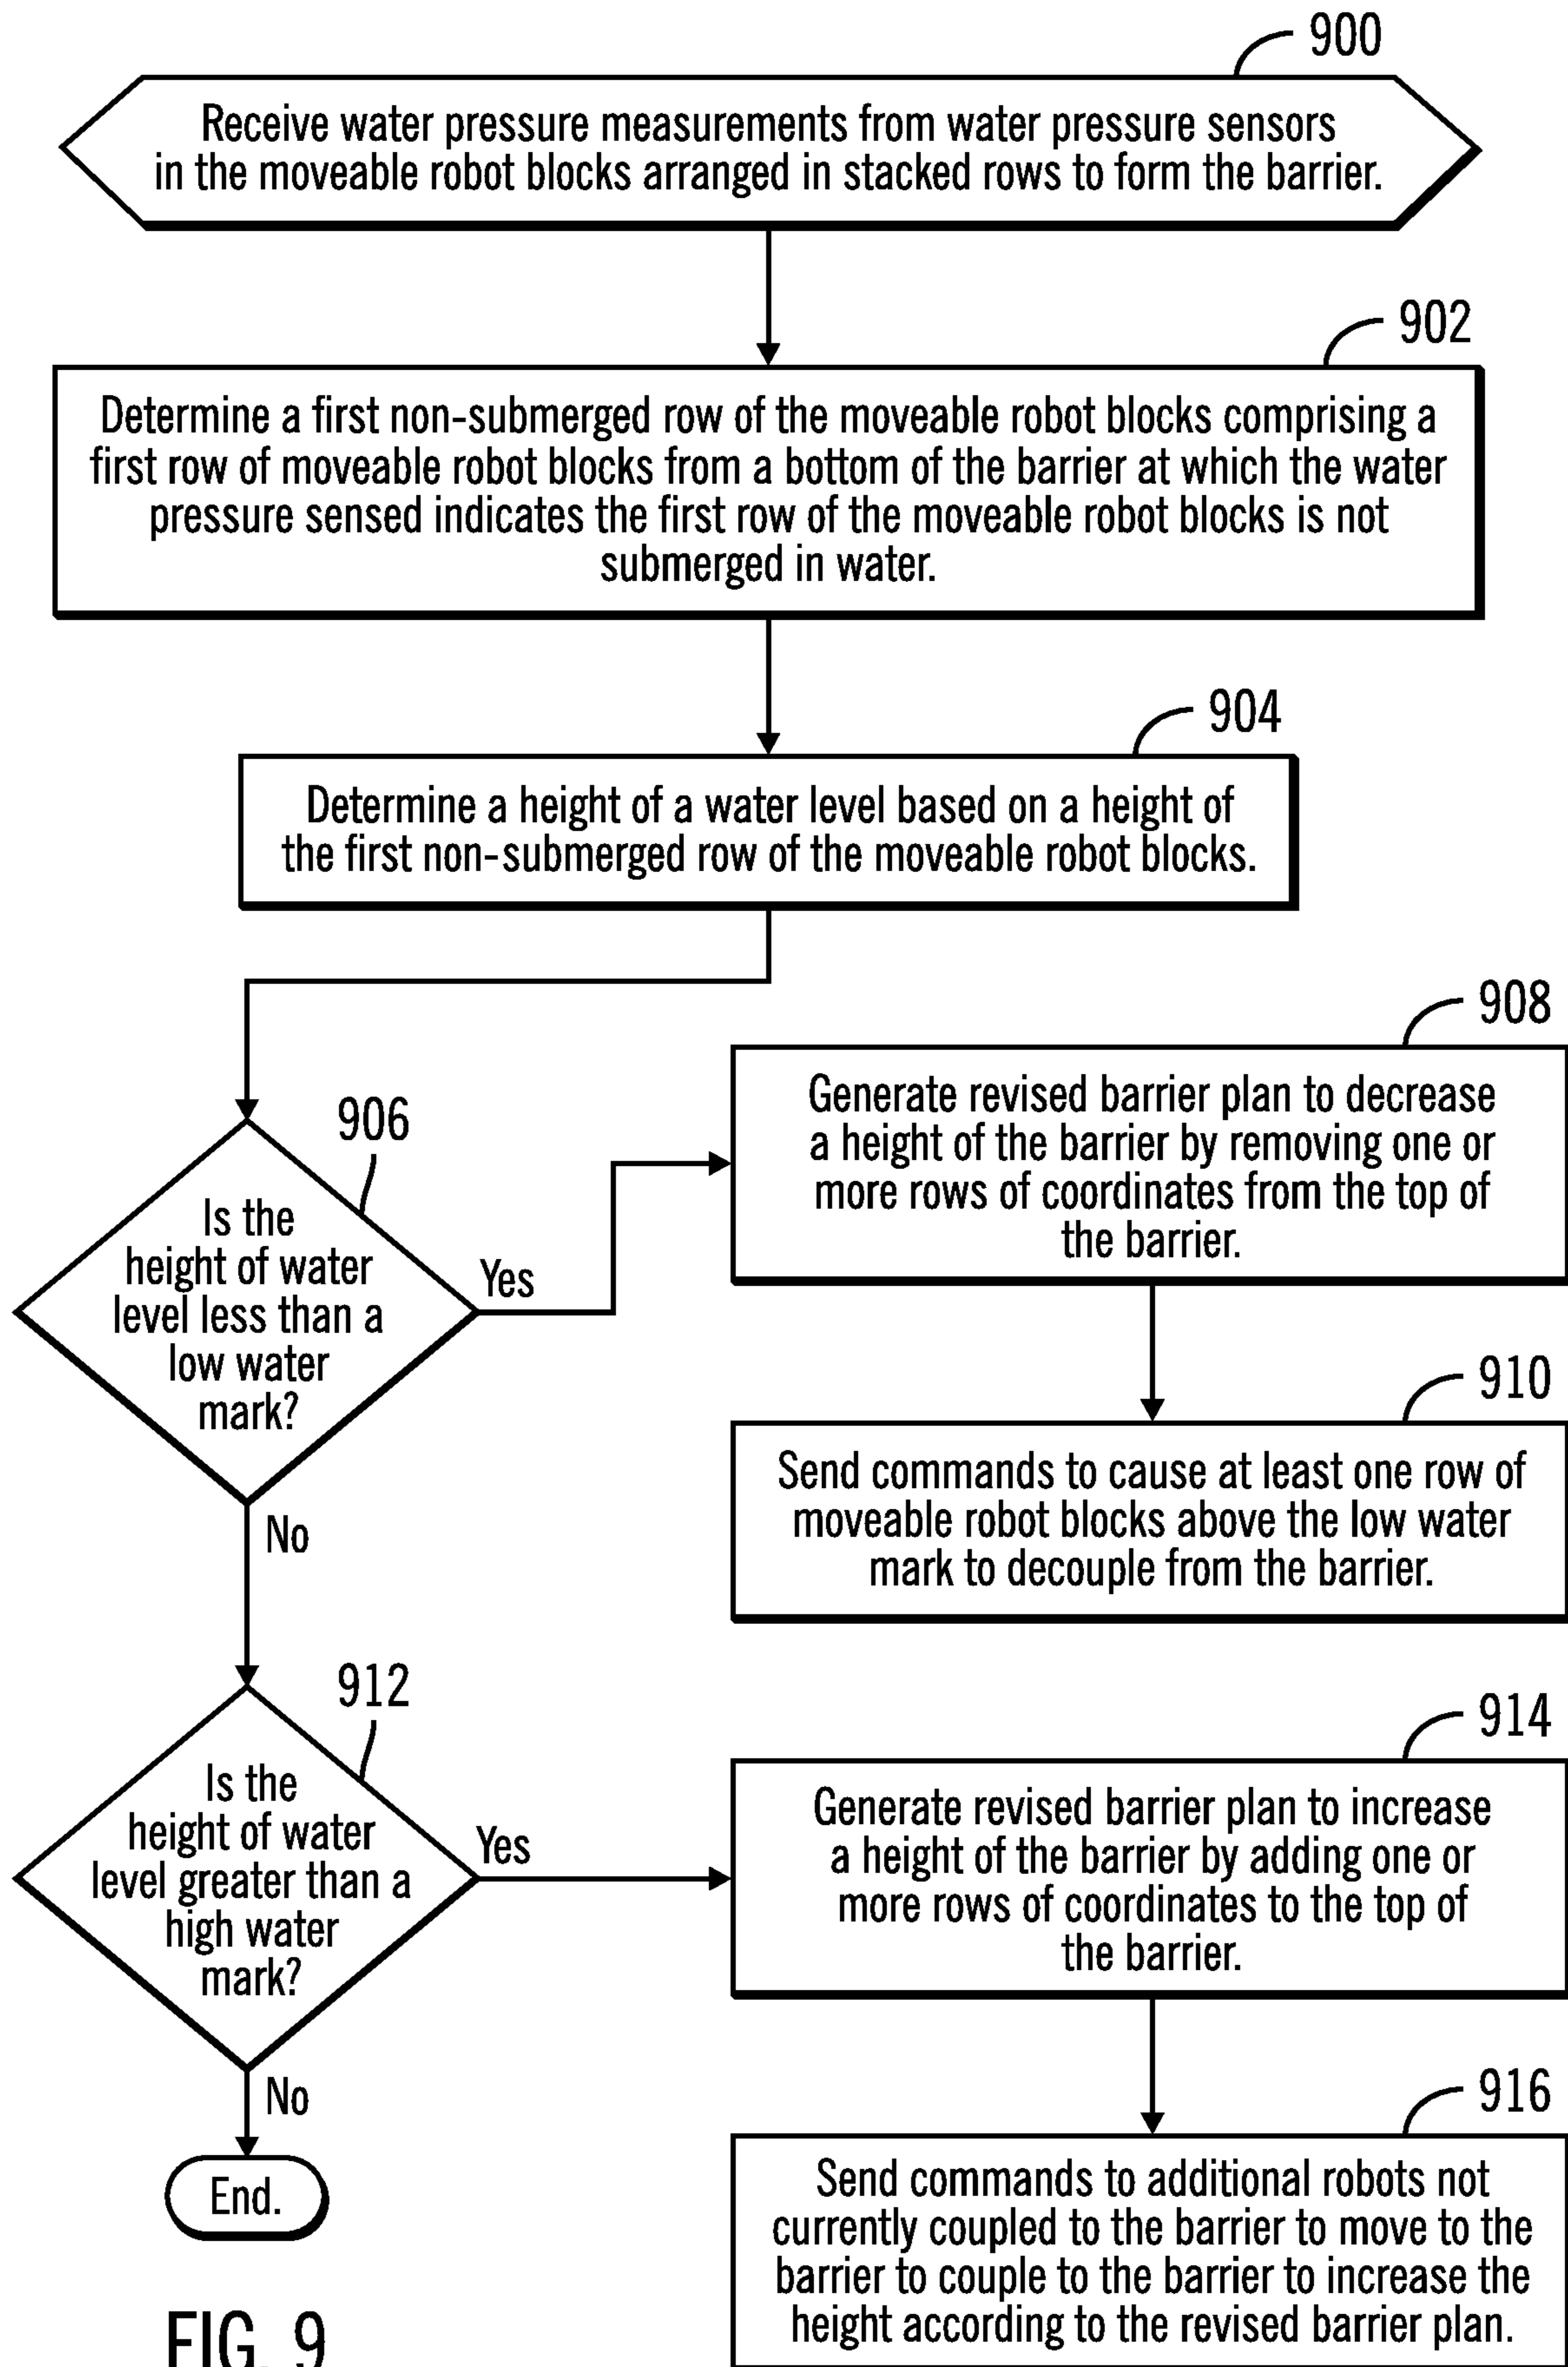 900
Receive water pressure measurements from water pressure sensors
in the moveable robot blocks arranged in stacked rows to form the barrier.
902
Determine a first non-submerged row of the moveable robot blocks comprising a
first row of moveable robot blocks from a bottom of the barrier at which the water
pressure sensed indicates the first row of the moveable robot blocks is not
submerged in water.
904
Determine a height of a water level based on a height of
the first non-submerged row of the moveable robot blocks.
906
Is the
height of water
level less than a
low water
mark?
Yes
No
908
Generate revised barrier plan to decrease
a height of the barrier by removing one or
more rows of coordinates from the top of
the barrier.
910
Send commands to cause at least one row of
moveable robot blocks above the low water
mark to decouple from the barrier.
912
Is the
height of water
level greater than a
high water
mark?
Yes
No
914
Generate revised barrier plan to increase
a height of the barrier by adding one or
more rows of coordinates to the top of
the barrier.
916
Send commands to additional robots not
currently coupled to the barrier to move to the
barrier to couple to the barrier to increase the
height according to the revised barrier plan.
End.
FIG. 9